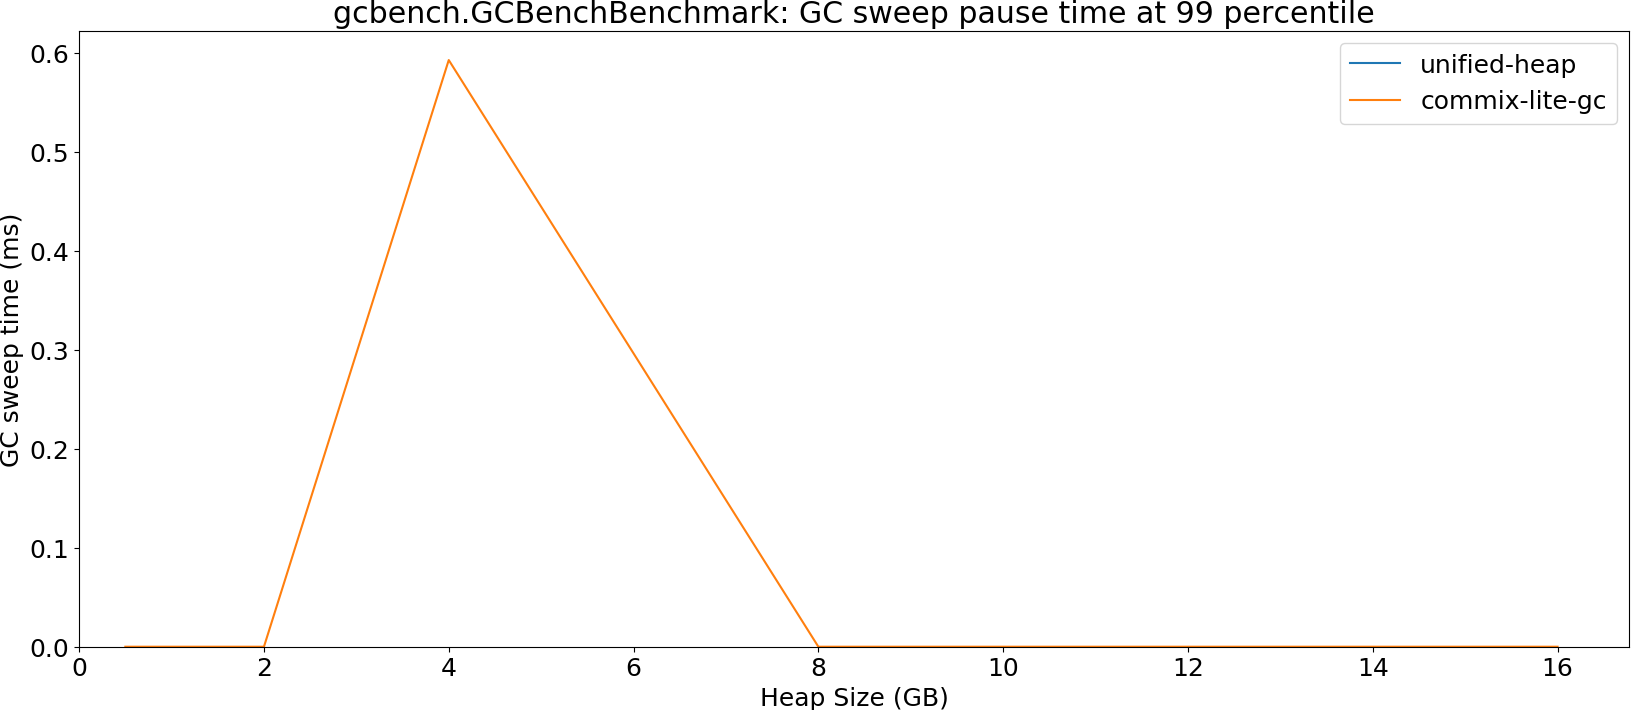 gcbench.GCBenchBenchmark: GC sweep pause time at 99 percentile
unified-heap
commix-lite-gc
GC sweep time (ms)
0.6
0.5
0.4
0.3
0.2
0.1
0.0
0 2 4 6 8 10 12 14 16
Heap Size (GB)